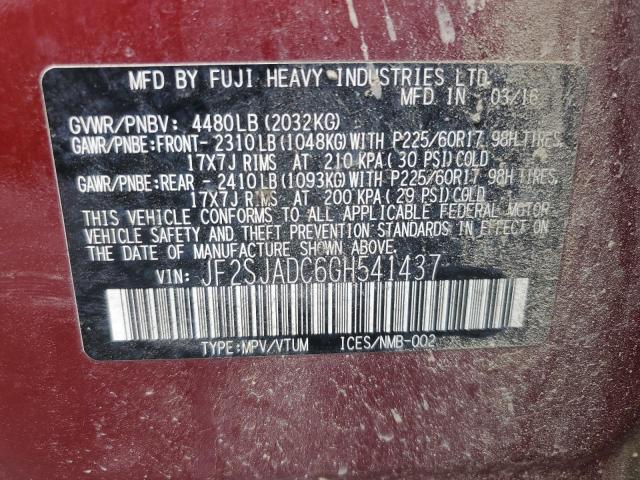 MFD BY FUJI HEAVY INDUSTRIES LTD.
MFD IN 03/16
GVWR/PNBV: 4480LB(2032KG)
GAWR/PNBE:FRONT- 2310LB(1048KG)WITH P225/60R17 98H TIRES,
17X7J RIMS AT 210 KPA(30 PSI)COLD
GAWR/PNBE:REAR - 2410LB(1093KG)WITH P225/60R17 98H TIRES,
17X7J RIMS AT 200 KPA(29 PSI)COLD
THIS VEHICLE CONFORMS TO ALL APPLICABLE FEDERAL MOTOR
VEHICLE SAFETY AND THEFT PREVENTION STANDARDS IN EFFECT ON
THE DATE OF MANUFACTURE SHOWN ABOVE.
VIN: JF2SJADC6GH541437
TYPE:MPV/VTUM ICES/NMB-002